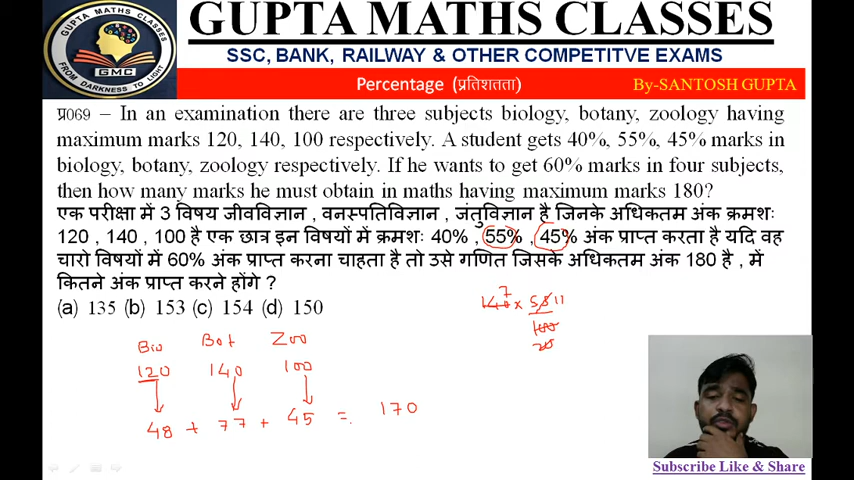 GUPTA MATHS CLASSES
GUPTA MATHS CLASSES
GMC
FROM DARKNESS TO LIGHT
SSC, BANK, RAILWAY & OTHER COMPETITVE EXAMS
Percentage (प्रतिशतता)
By-SANTOSH GUPTA
प्र069 – In an examination there are three subjects biology, botany, zoology having
maximum marks 120, 140, 100 respectively. A student gets 40%, 55%, 45% marks in
biology, botany, zoology respectively. If he wants to get 60% marks in four subjects,
then how many marks he must obtain in maths having maximum marks 180?
एक परीक्षा में 3 विषय जीवविज्ञान , वनस्पतिविज्ञान , जंतुविज्ञान है जिनके अधिकतम अंक क्रमशः
120 , 140 , 100 है एक छात्र इन विषयों में क्रमशः 40% , 55% , 45% अंक प्राप्त करता है यदि वह
चारो विषयों में 60% अंक प्राप्त करना चाहता है तो उसे गणित जिसके अधिकतम अंक 180 है , में
कितने अंक प्राप्त करने होंगे ?
(a) 135 (b) 153 (c) 154 (d) 150
7
140 × 55 11
100
20
Bio Bot Zoo
120 140 100
48 + 77 + 45 = 170
Subscribe Like & Share